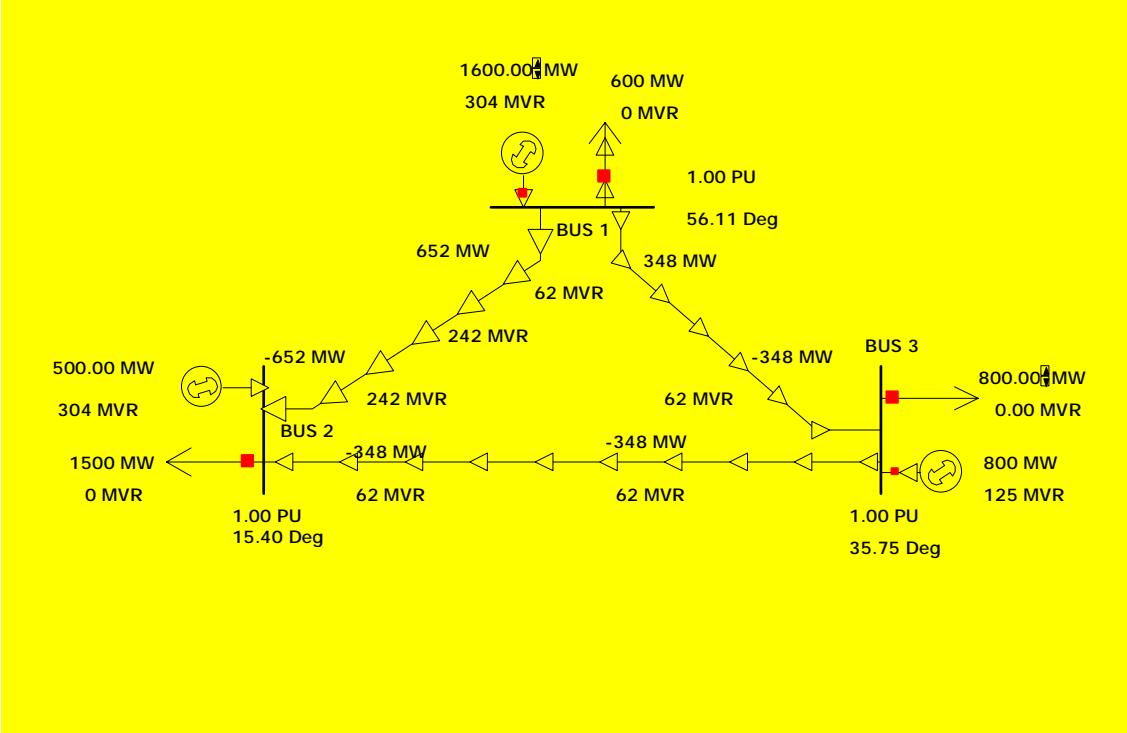 1600.00 MW
304 MVR
600 MW
0 MVR
1.00 PU
56.11 Deg
BUS 1
652 MW
348 MW
62 MVR
242 MVR
BUS 3
-652 MW
-348 MW
500.00 MW
800.00 MW
242 MVR
62 MVR
304 MVR
0.00 MVR
BUS 2
-348 MW
-348 MW
1500 MW
800 MW
0 MVR
62 MVR
62 MVR
125 MVR
1.00 PU
15.40 Deg
1.00 PU
35.75 Deg